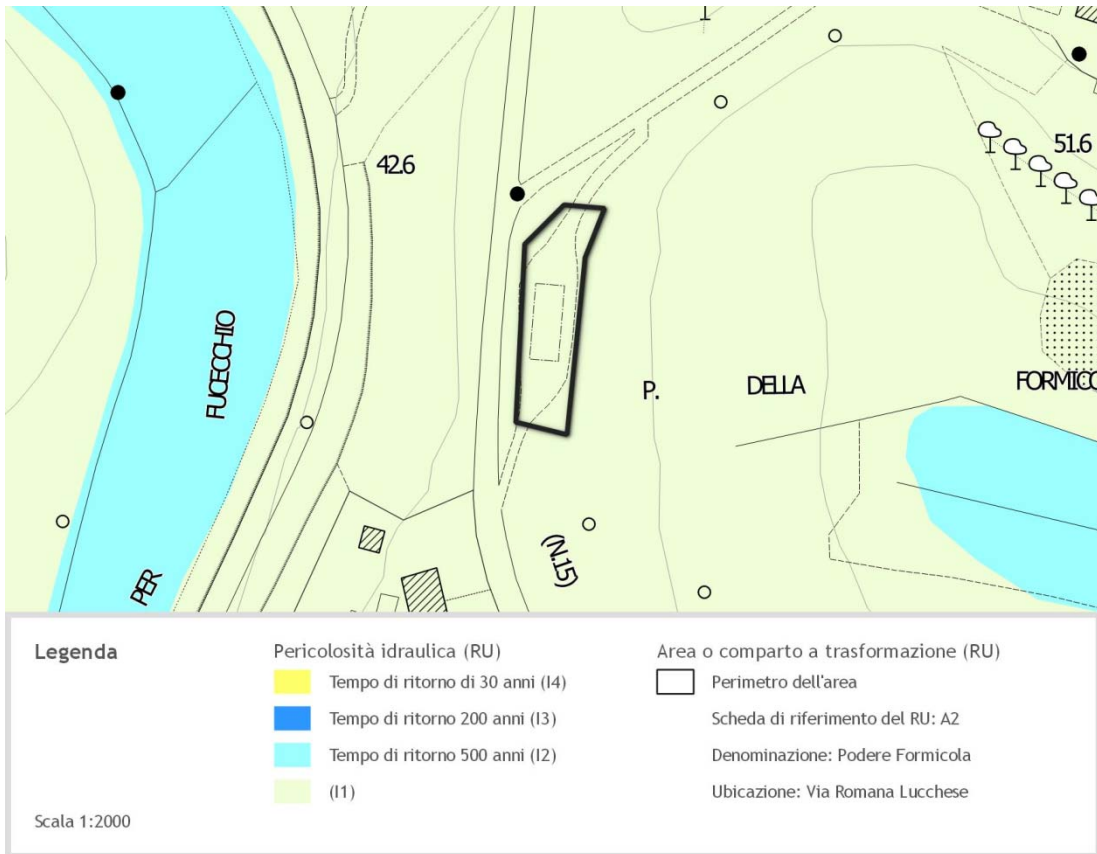 42.6
51.6
FUCECCHIO
PER
P.
DELLA
FORMICO
(N.15)
Legenda
Pericolosità idraulica (RU)
Tempo di ritorno di 30 anni (I4)
Tempo di ritorno 200 anni (I3)
Tempo di ritorno 500 anni (I2)
(I1)
Area o comparto a trasformazione (RU)
Perimetro dell'area
Scheda di riferimento del RU: A2
Denominazione: Podere Formicola
Ubicazione: Via Romana Lucchese
Scala 1:2000